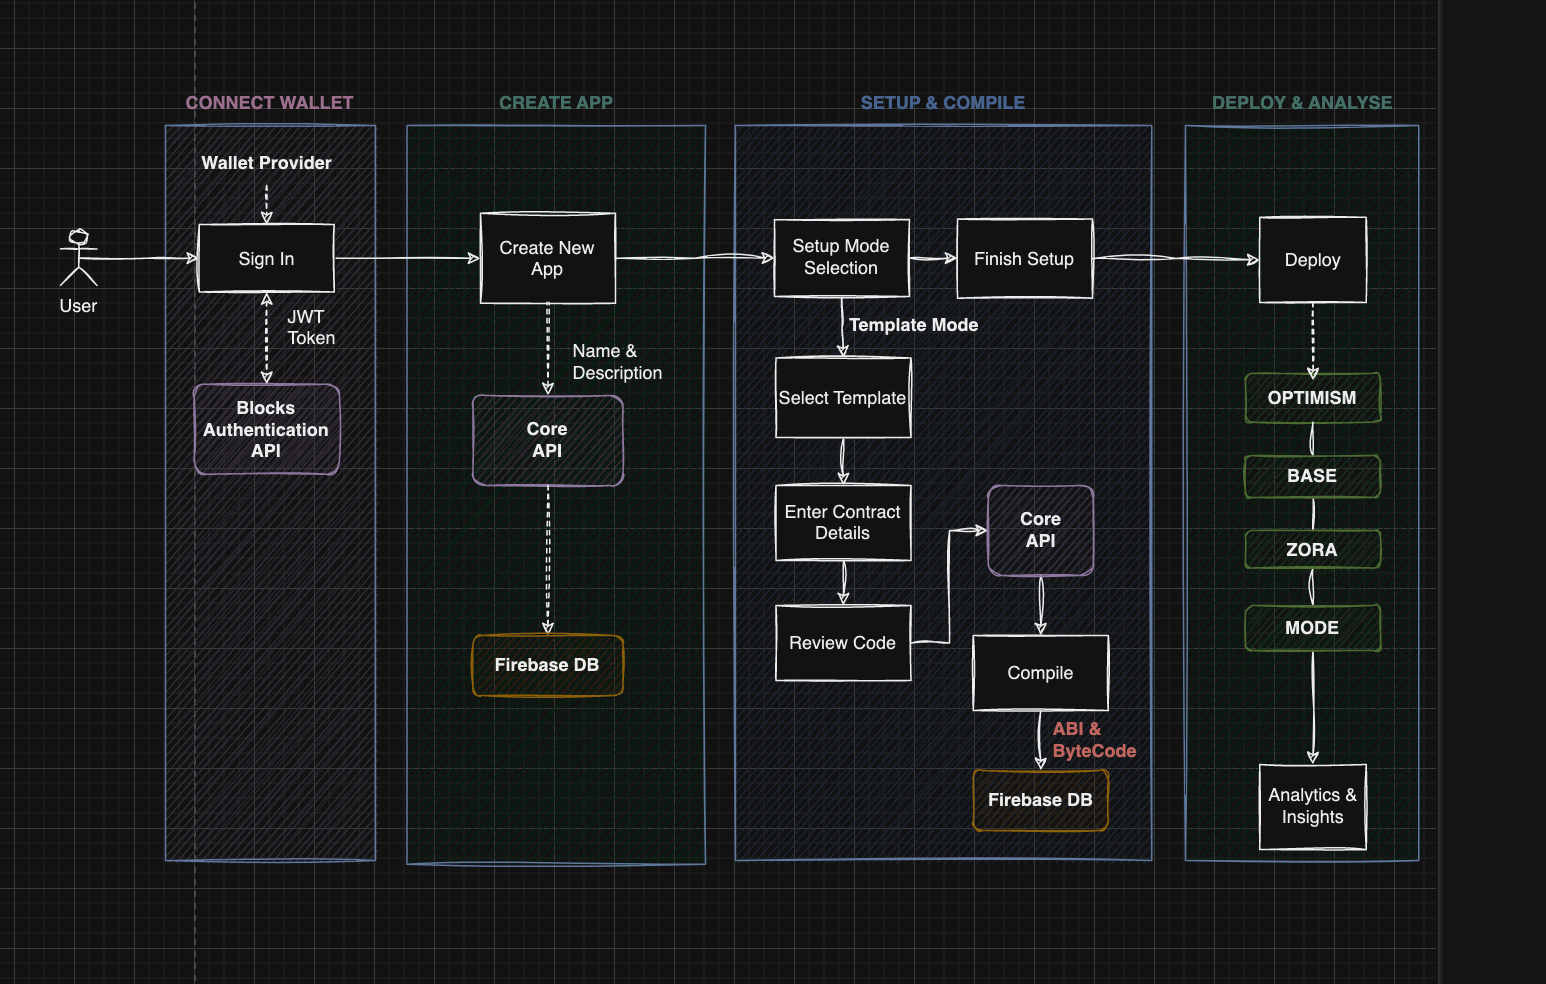 CONNECT WALLET
CREATE APP
SETUP & COMPILE
DEPLOY & ANALYSE
Wallet Provider
User
Sign In
JWT
Token
Blocks
Authentication
API
Create New
App
Name &
Description
Core
API
Firebase DB
Setup Mode
Selection
Finish Setup
Template Mode
Select Template
Enter Contract
Details
Review Code
Core
API
Compile
ABI &
ByteCode
Firebase DB
Deploy
OPTIMISM
BASE
ZORA
MODE
Analytics &
Insights